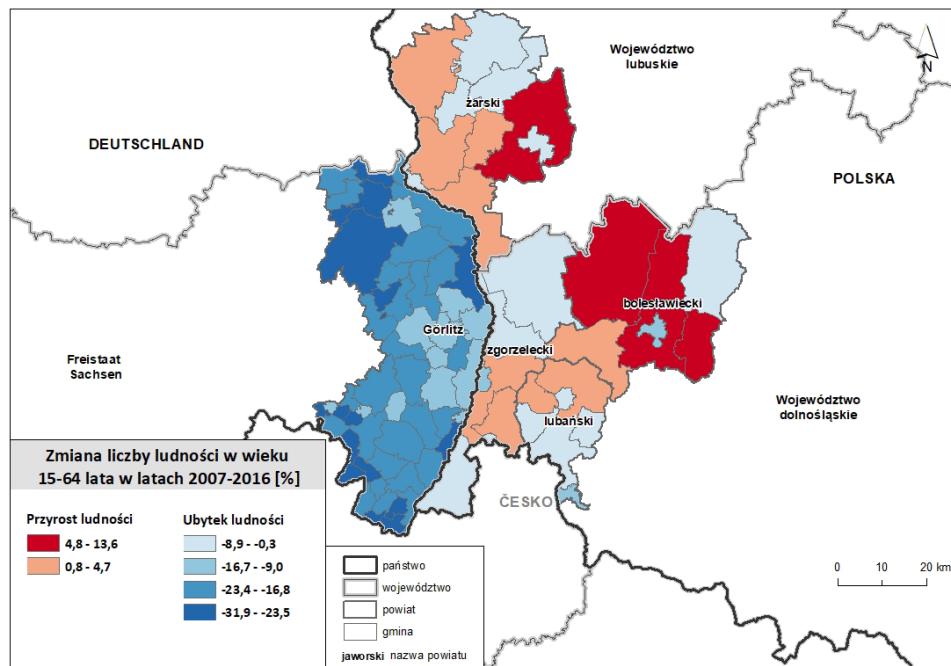 Województwo
lubuskie
N
żarski
DEUTSCHLAND
POLSKA
bolesławiecki
Görlitz
zgorzelecki
Freistaat
Sachsen
Województwo
dolnośląskie
lubański
ČESKO
Zmiana liczby ludności w wieku
15-64 lata w latach 2007-2016 [%]
Przyrost ludności
4,8 - 13,6
0,8 - 4,7
Ubytek ludności
-8,9 - -0,3
-16,7 - -9,0
-23,4 - -16,8
-31,9 - -23,5
państwo
województwo
powiat
gmina
jaworski nazwa powiatu
0 10 20 km